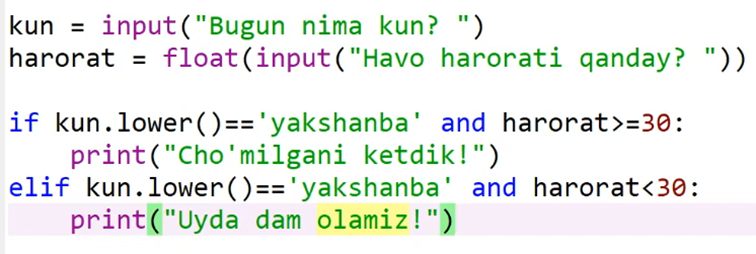 kun = input("Bugun nima kun? ")
harorat = float(input("Havo harorati qanday? "))
if kun.lower()=='yakshanba' and harorat>=30:
    print("Cho'milgani ketdik!")
elif kun.lower()=='yakshanba' and harorat<30:
    print("Uyda dam olamiz!")